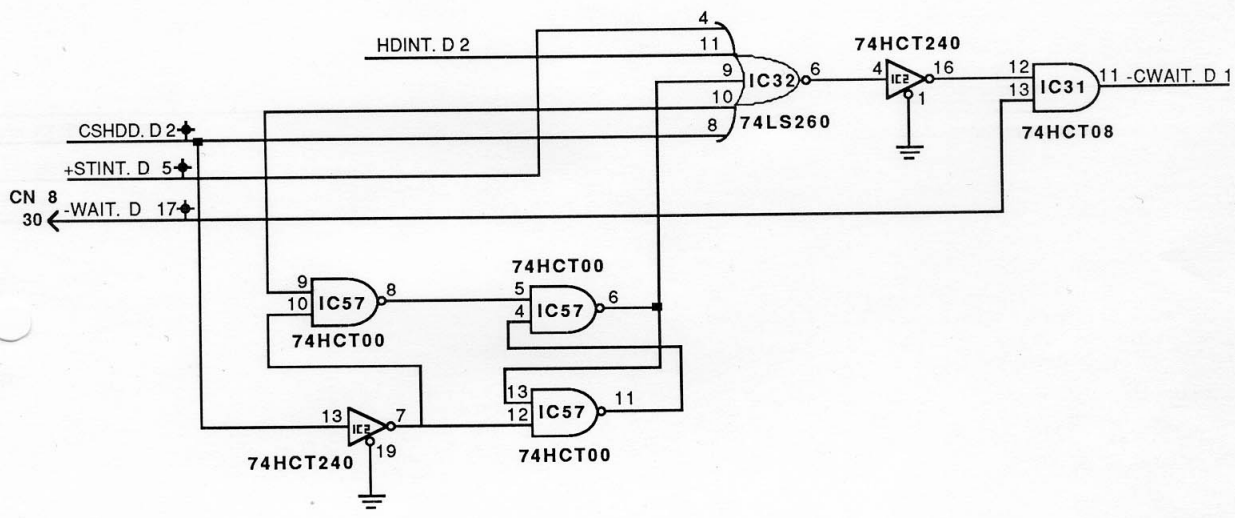 4
HDINT. D 2
11
74HCT240
9
IC32
6
4
IC2
16
12
IC31
11 -CWAIT. D 1
10
1
13
CSHDD. D 2
8
74LS260
74HCT08
+STINT. D 5
CN 8
30
-WAIT. D 17
74HCT00
9
IC57
8
5
IC57
6
10
4
74HCT00
13
IC57
11
13
IC2
7
12
19
74HCT240
74HCT00